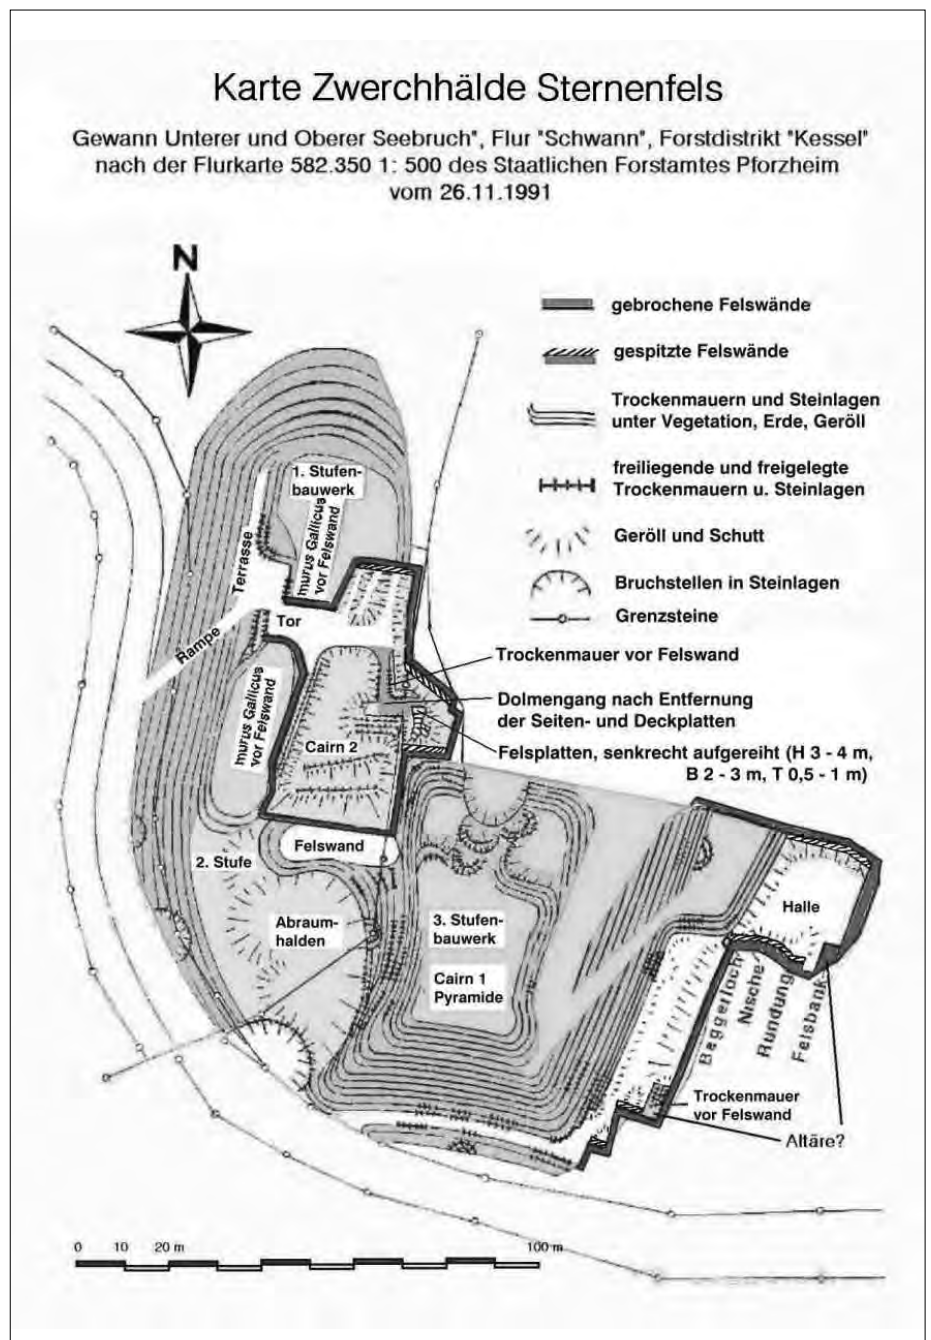 Karte Zwerchhälde Sternenfels
Gewann Unterer und Oberer Seebruch", Flur "Schwann", Forstdistrikt "Kessel"
nach der Flurkarte 582.350 1: 500 des Staatlichen Forstamtes Pforzheim
vom 26.11.1991
N
gebrochene Felswände
gespitzte Felswände
Trockenmauern und Steinlagen
unter Vegetation, Erde, Geröll
freiliegende und freigelegte
Trockenmauern u. Steinlagen
Geröll und Schutt
Bruchstellen in Steinlagen
Grenzsteine
1. Stufen-
bauwerk
murus Gallicus
vor Felswand
Terrasse
Tor
Rampe
Trockenmauer vor Felswand
Dolmengang nach Entfernung
der Seiten- und Deckplatten
Felsplatten, senkrecht aufgereiht (H 3 - 4 m,
B 2 - 3 m, T 0,5 - 1 m)
murus Gallicus
vor Felswand
Cairn 2
Felswand
2. Stufe
Abraum-
halden
3. Stufen-
bauwerk
Cairn 1
Pyramide
Halle
Baggerloch
Nische
Rundung
Felsbank
Trockenmauer
vor Felswand
Altäre?
0 10 20 m 100 m